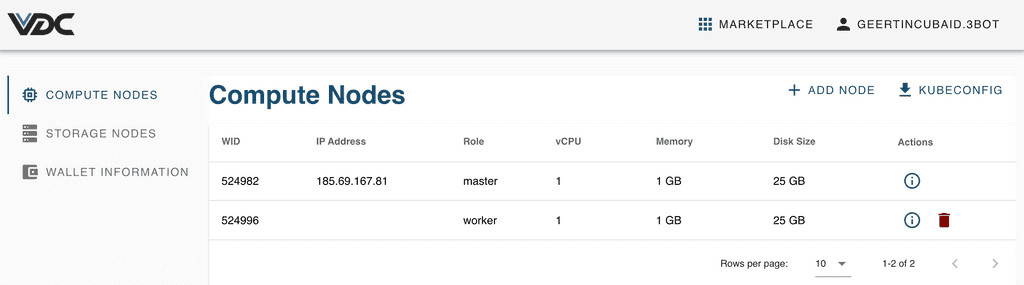 VDC
MARKETPLACE GEERTINCUBAID.3BOT
COMPUTE NODES
STORAGE NODES
WALLET INFORMATION
Compute Nodes
ADD NODE KUBECONFIG
WID IP Address Role vCPU Memory Disk Size Actions
524982 185.69.167.81 master 1 1 GB 25 GB
524996 worker 1 1 GB 25 GB
Rows per page: 10 1-2 of 2